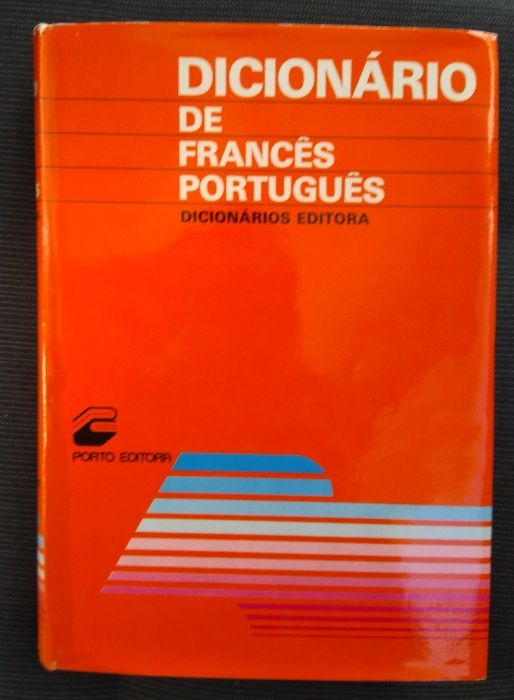 DICIONÁRIO
DE
FRANCÊS
PORTUGUÊS
DICIONÁRIOS EDITORA
PORTO EDITORA